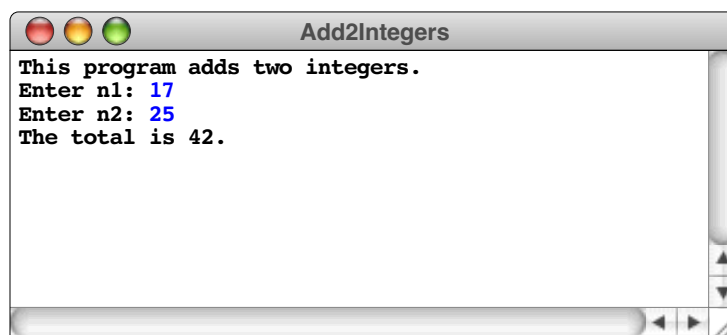 Add2Integers
This program adds two integers.
Enter n1: 17
Enter n2: 25
The total is 42.